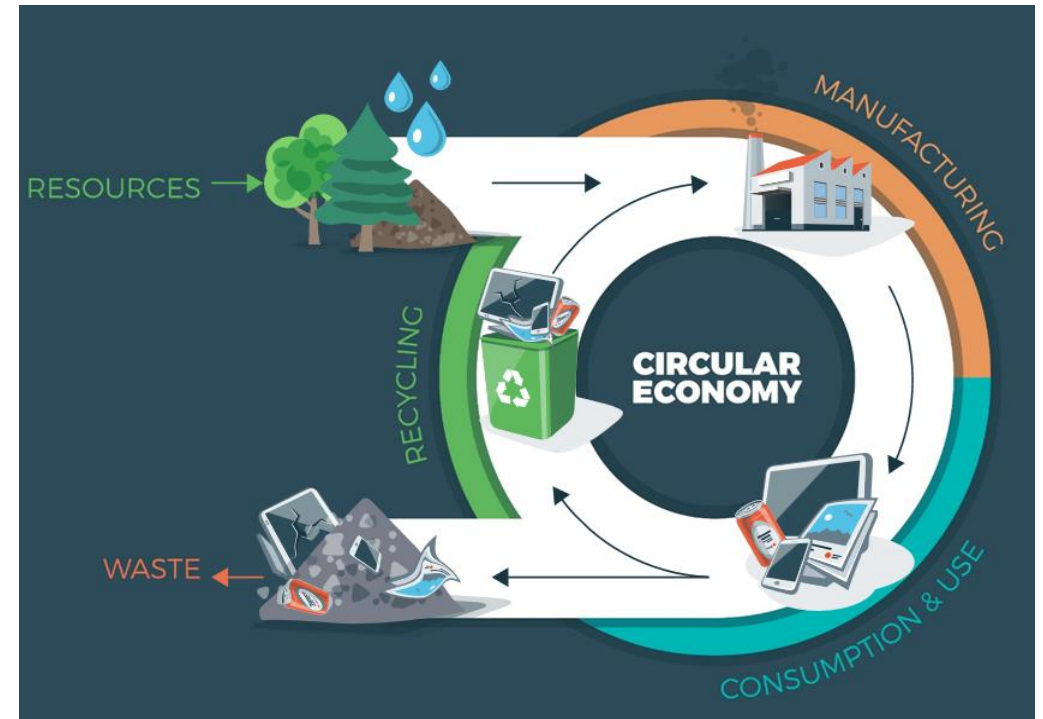 MANUFACTURING
RESOURCES
RECYCLING
CIRCULAR
ECONOMY
WASTE
CONSUMPTION & USE